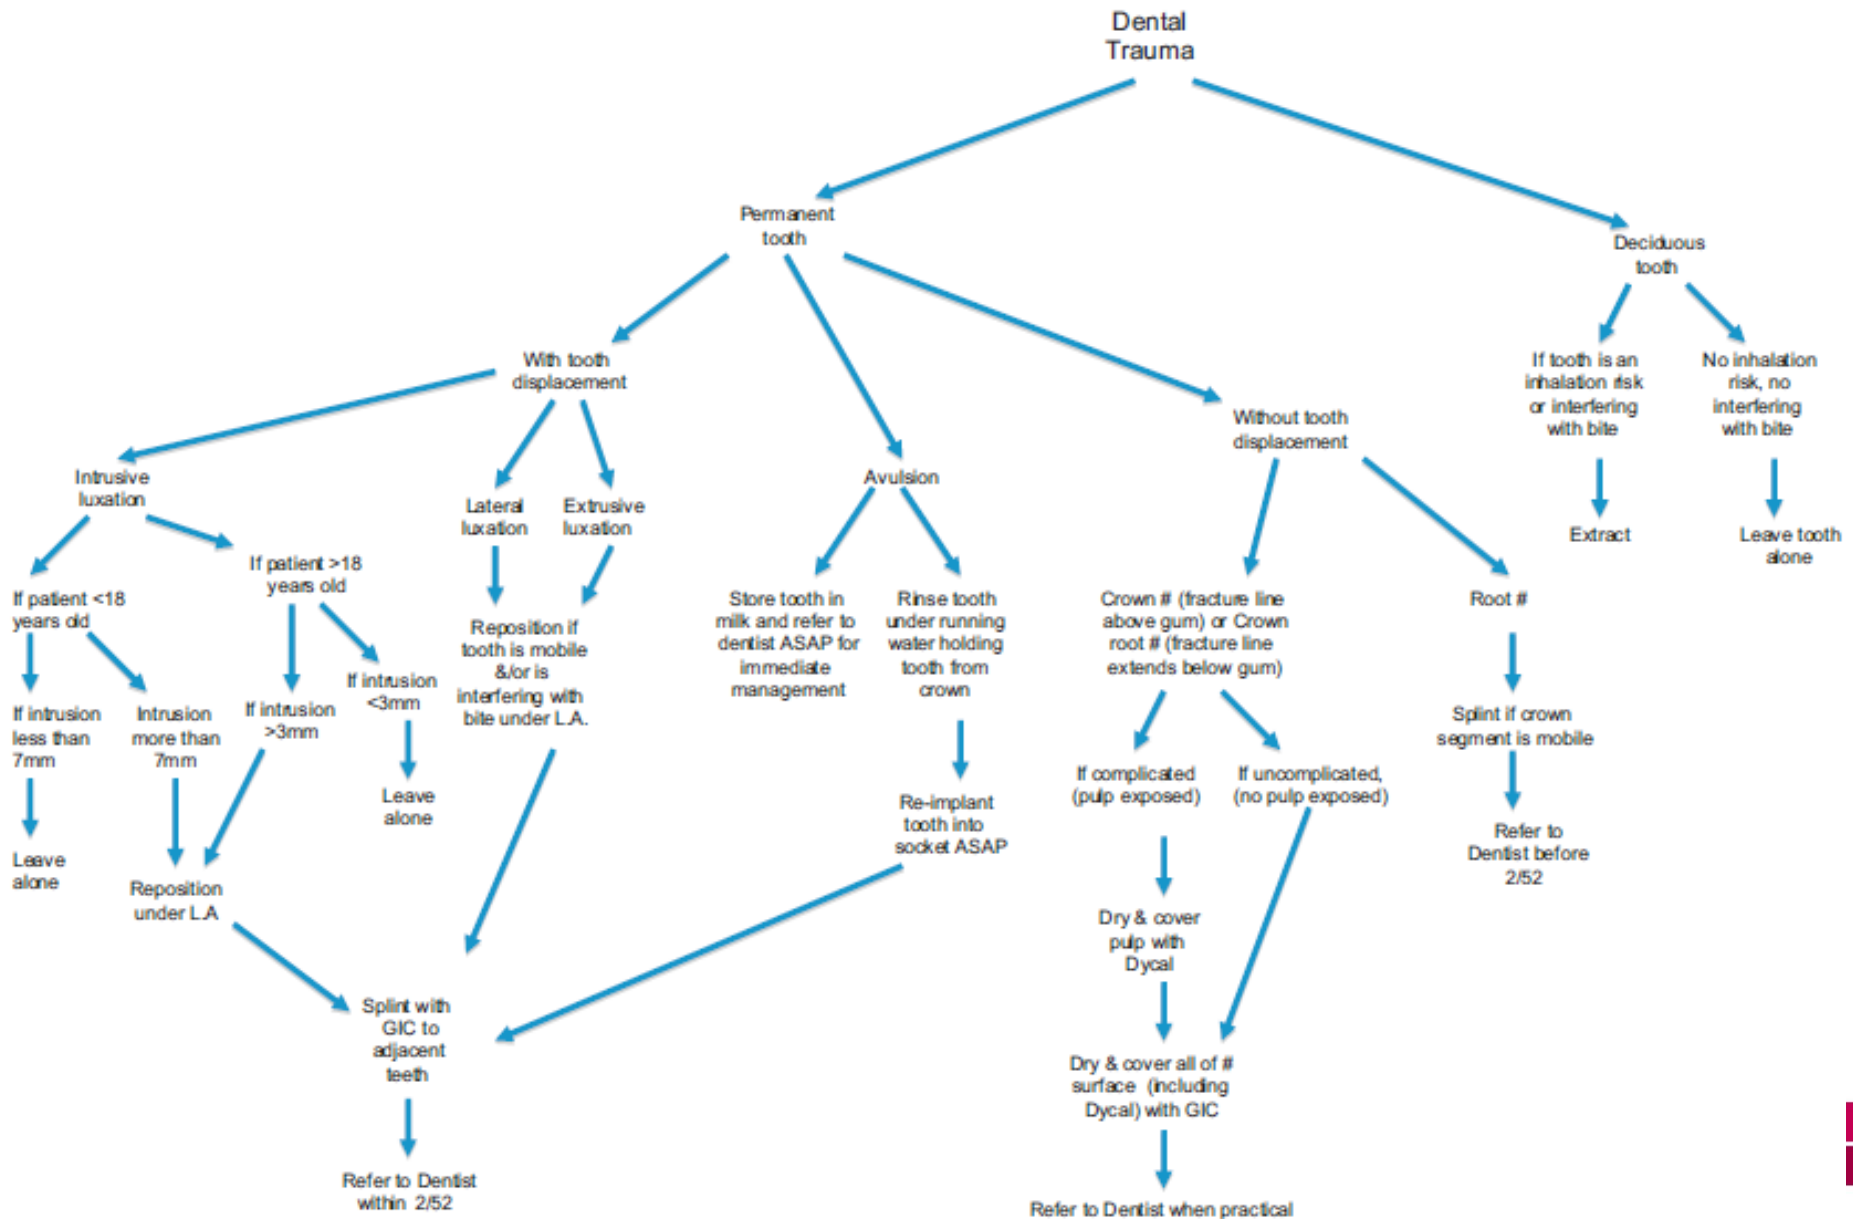 Dental
Trauma
Permanent
tooth
Deciduous
tooth
With tooth
displacement
Without tooth
displacement
If tooth is an
inhalation risk
or interfering
with bite
No inhalation
risk, no
interfering
with bite
Intrusive
luxation
Lateral
luxation
Extrusive
luxation
Avulsion
Extract
Leave tooth
alone
If patient <18
years old
If patient >18
years old
Reposition if
tooth is mobile
&/or is
interfering with
bite under L.A.
Store tooth in
milk and refer to
dentist ASAP for
immediate
management
Rinse tooth
under running
water holding
tooth from
crown
Crown # (fracture line
above gum) or Crown
root # (fracture line
extends below gum)
Root #
If intrusion
less than
7mm
Intrusion
more than
7mm
If intrusion
>3mm
If intrusion
<3mm
Splint if crown
segment is mobile
Leave
alone
Re-implant
tooth into
socket ASAP
If complicated
(pulp exposed)
If uncomplicated,
(no pulp exposed)
Refer to
Dentist before
2/52
Leave
alone
Reposition
under L.A
Dry & cover
pulp with
Dycal
Splint with
GIC to
adjacent
teeth
Dry & cover all of #
surface (including
Dycal) with GIC
Refer to Dentist
within 2/52
Refer to Dentist when practical